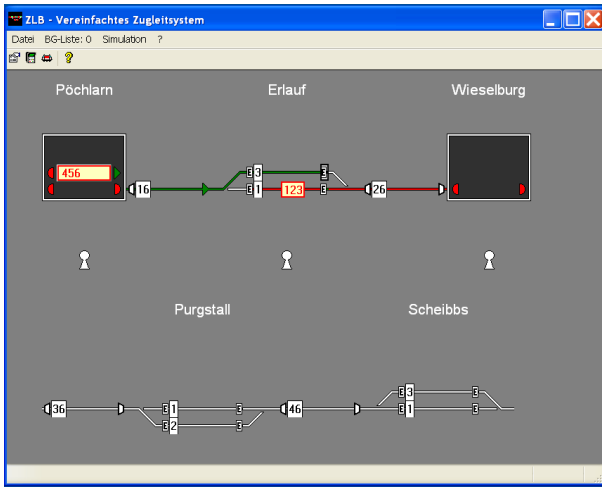 ZLB - Vereinfachtes Zugleitsystem
Datei BG-Liste: 0 Simulation ?
Pöchlarn Erlauf Wieselburg
456
E 3 E
16 E 1 123 E 26
Purgstall Scheibbs
E 3 E
36 E 1 E 46 E 1 E
E 2 E